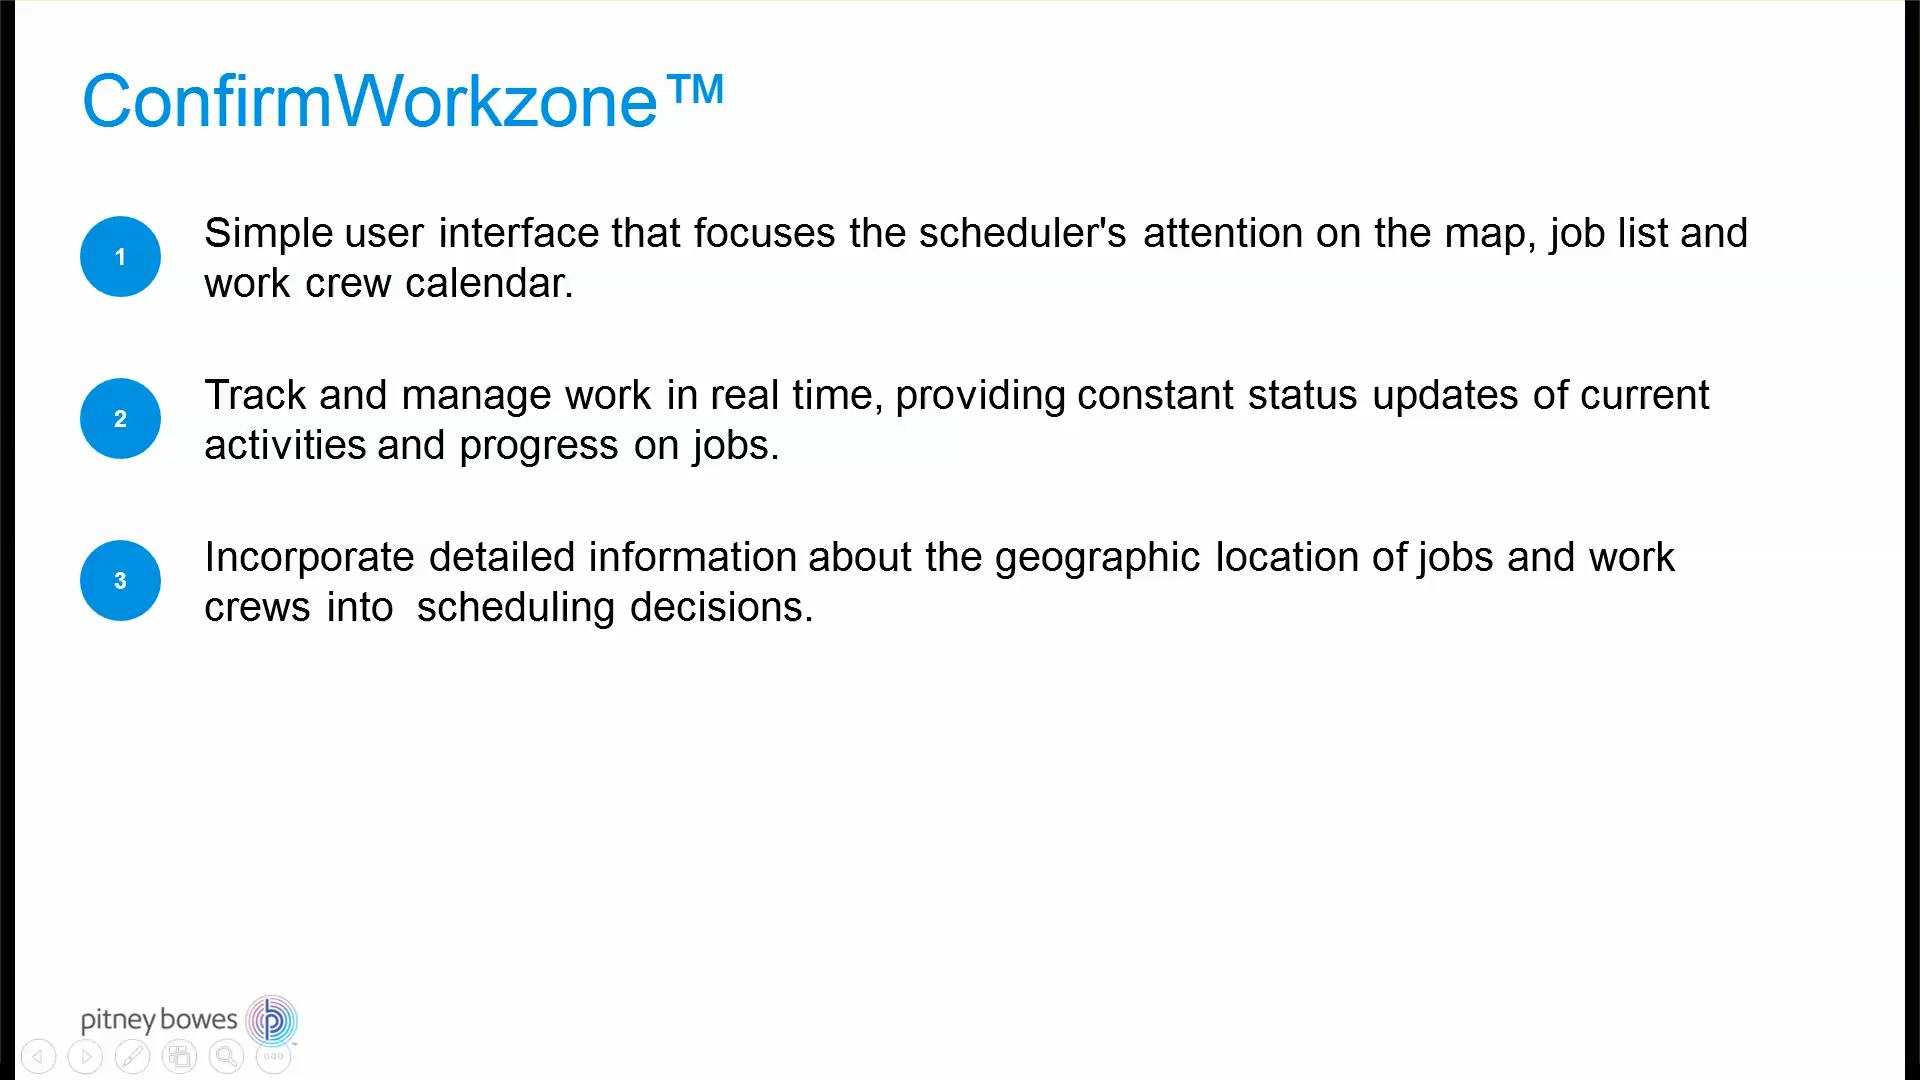 ConfirmWorkzone™
1
Simple user interface that focuses the scheduler's attention on the map, job list and
work crew calendar.
2
Track and manage work in real time, providing constant status updates of current
activities and progress on jobs.
3
Incorporate detailed information about the geographic location of jobs and work
crews into  scheduling decisions.
pitney bowes